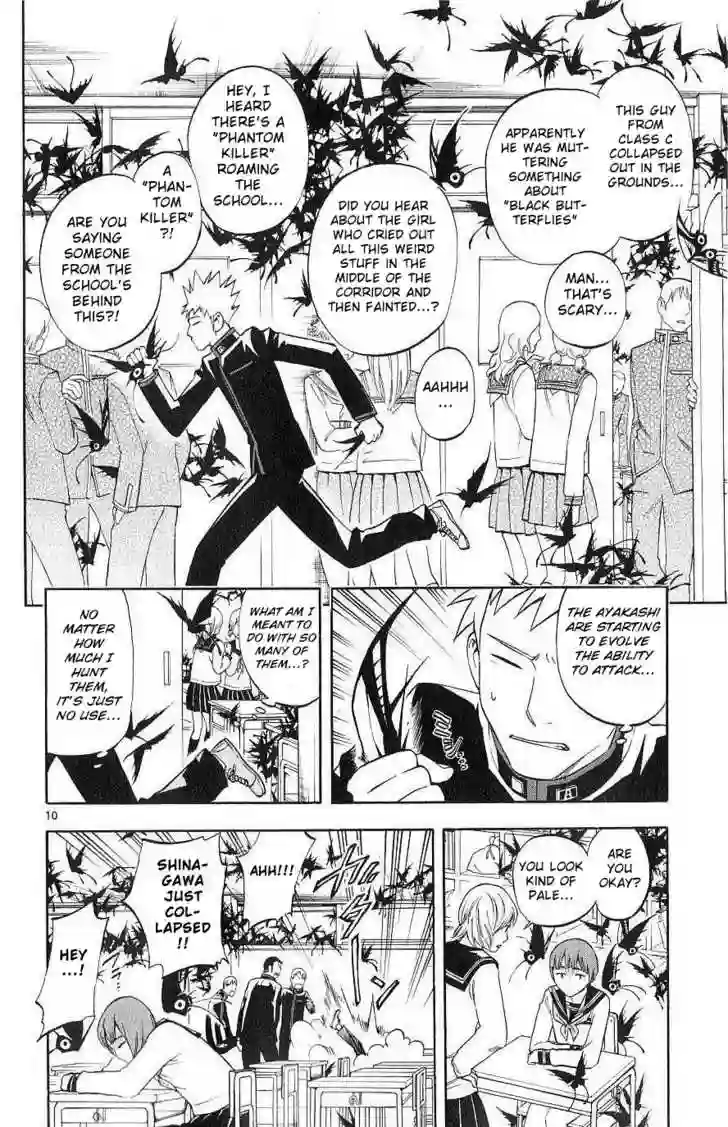 THIS GUY
FROM
CLASS C
COLLAPSED
OUT IN THE
GROUNDS...
APPARENTLY
HE WAS MUT-
TERING
SOMETHING
ABOUT
"BLACK BUT-
TERFLIES"
MAN...
THAT'S
SCARY...
DID YOU HEAR
ABOUT THE GIRL
WHO CRIED OUT
ALL THIS WEIRD
STUFF IN THE
MIDDLE OF THE
CORRIDOR AND
THEN FAINTED...?
AAHHH
...
HEY, I
HEARD
THERE'S A
"PHANTOM
KILLER"
ROAMING
THE
SCHOOL...
A
"PHAN-
TOM
KILLER"
?!
ARE YOU
SAYING
SOMEONE
FROM THE
SCHOOL'S
BEHIND
THIS?!
THE AYAKASHI
ARE STARTING
TO EVOLVE
THE ABILITY
TO ATTACK...
WHAT AM I
MEANT TO
DO WITH SO
MANY OF
THEM...?
NO
MATTER
HOW
MUCH I
HUNT
THEM,
IT'S JUST
NO USE...
10
ARE
YOU
OKAY?
YOU LOOK
KIND OF
PALE...
AHH!!!
SHINA-
GAWA
JUST
COL-
LAPSED
!!
HEY
...!